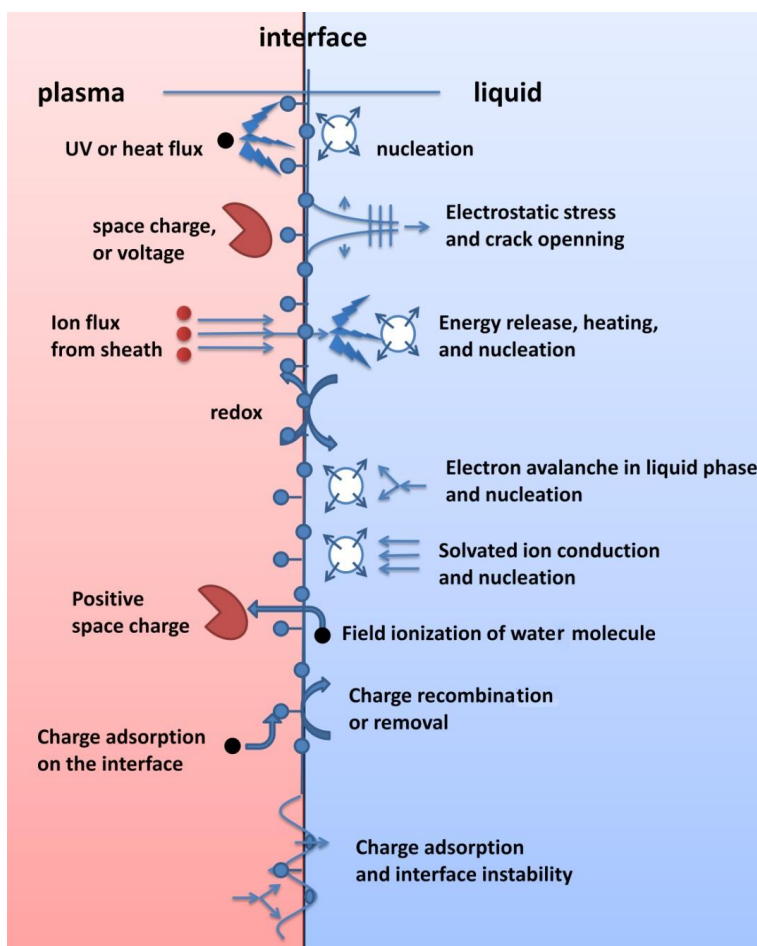 interface
plasma
liquid
UV or heat flux
nucleation
space charge,
or voltage
Electrostatic stress
and crack openning
Ion flux
from sheath
Energy release, heating,
and nucleation
redox
Electron avalanche in liquid phase
and nucleation
Solvated ion conduction
and nucleation
Positive
space charge
Field ionization of water molecule
Charge recombination
or removal
Charge adsorption
on the interface
Charge adsorption
and interface instability